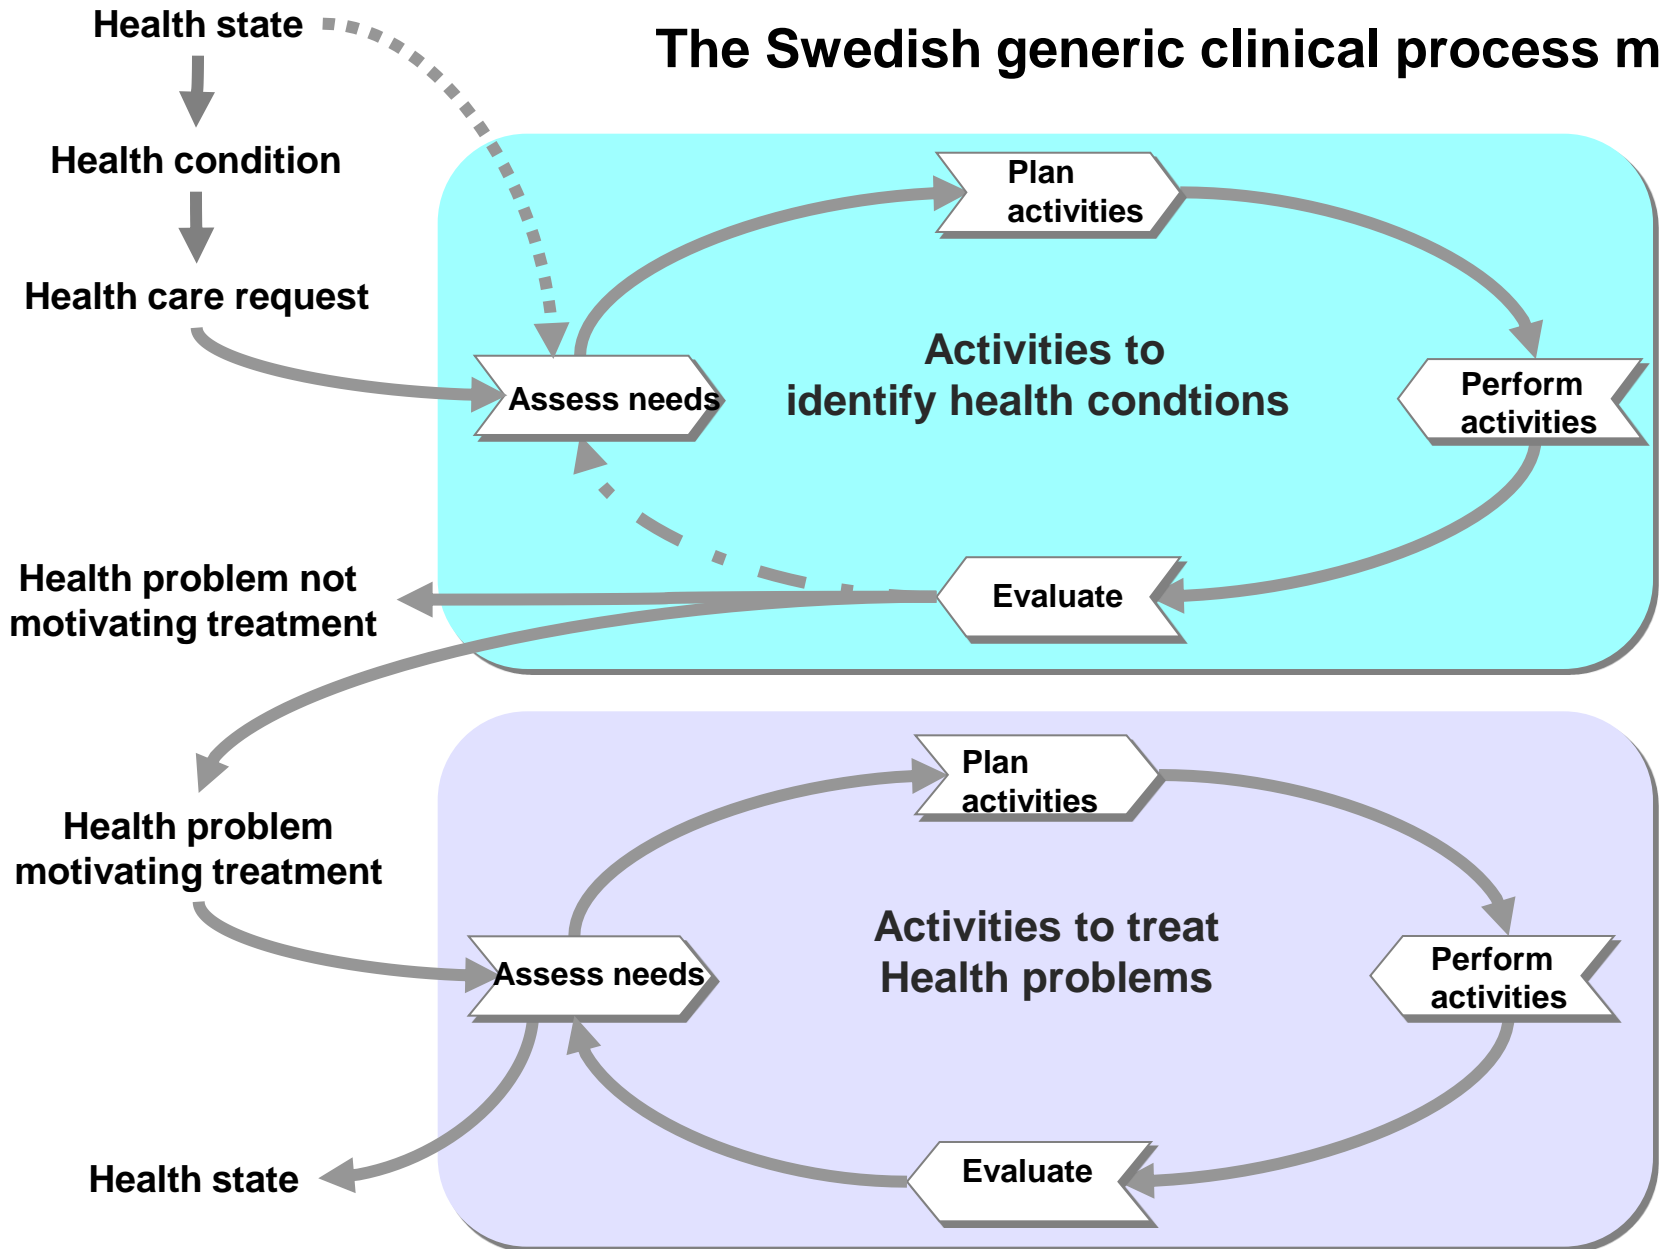 Health state
The Swedish generic clinical process m
Health condition
Plan
activities
Health care request
Activities to
identify health condtions
Assess needs
Perform
activities
Health problem not
motivating treatment
Evaluate
Plan
activities
Health problem
motivating treatment
Activities to treat
Health problems
Assess needs
Perform
activities
Health state
Evaluate